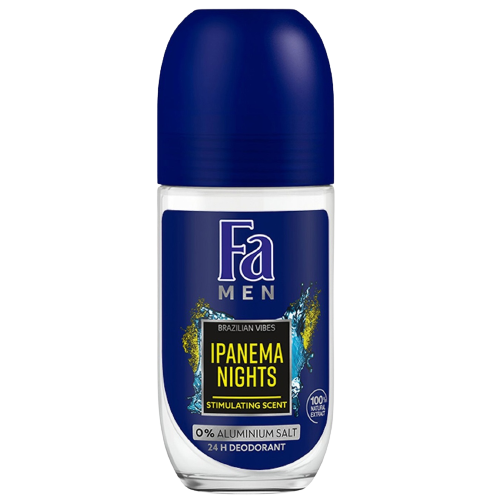 Fa
MEN
BRAZILIAN VIBES
IPANEMA
NIGHTS
STIMULATING SCENT
100%
NATURAL
EXTRACT
0% ALUMINIUM SALT
24 H DEODORANT